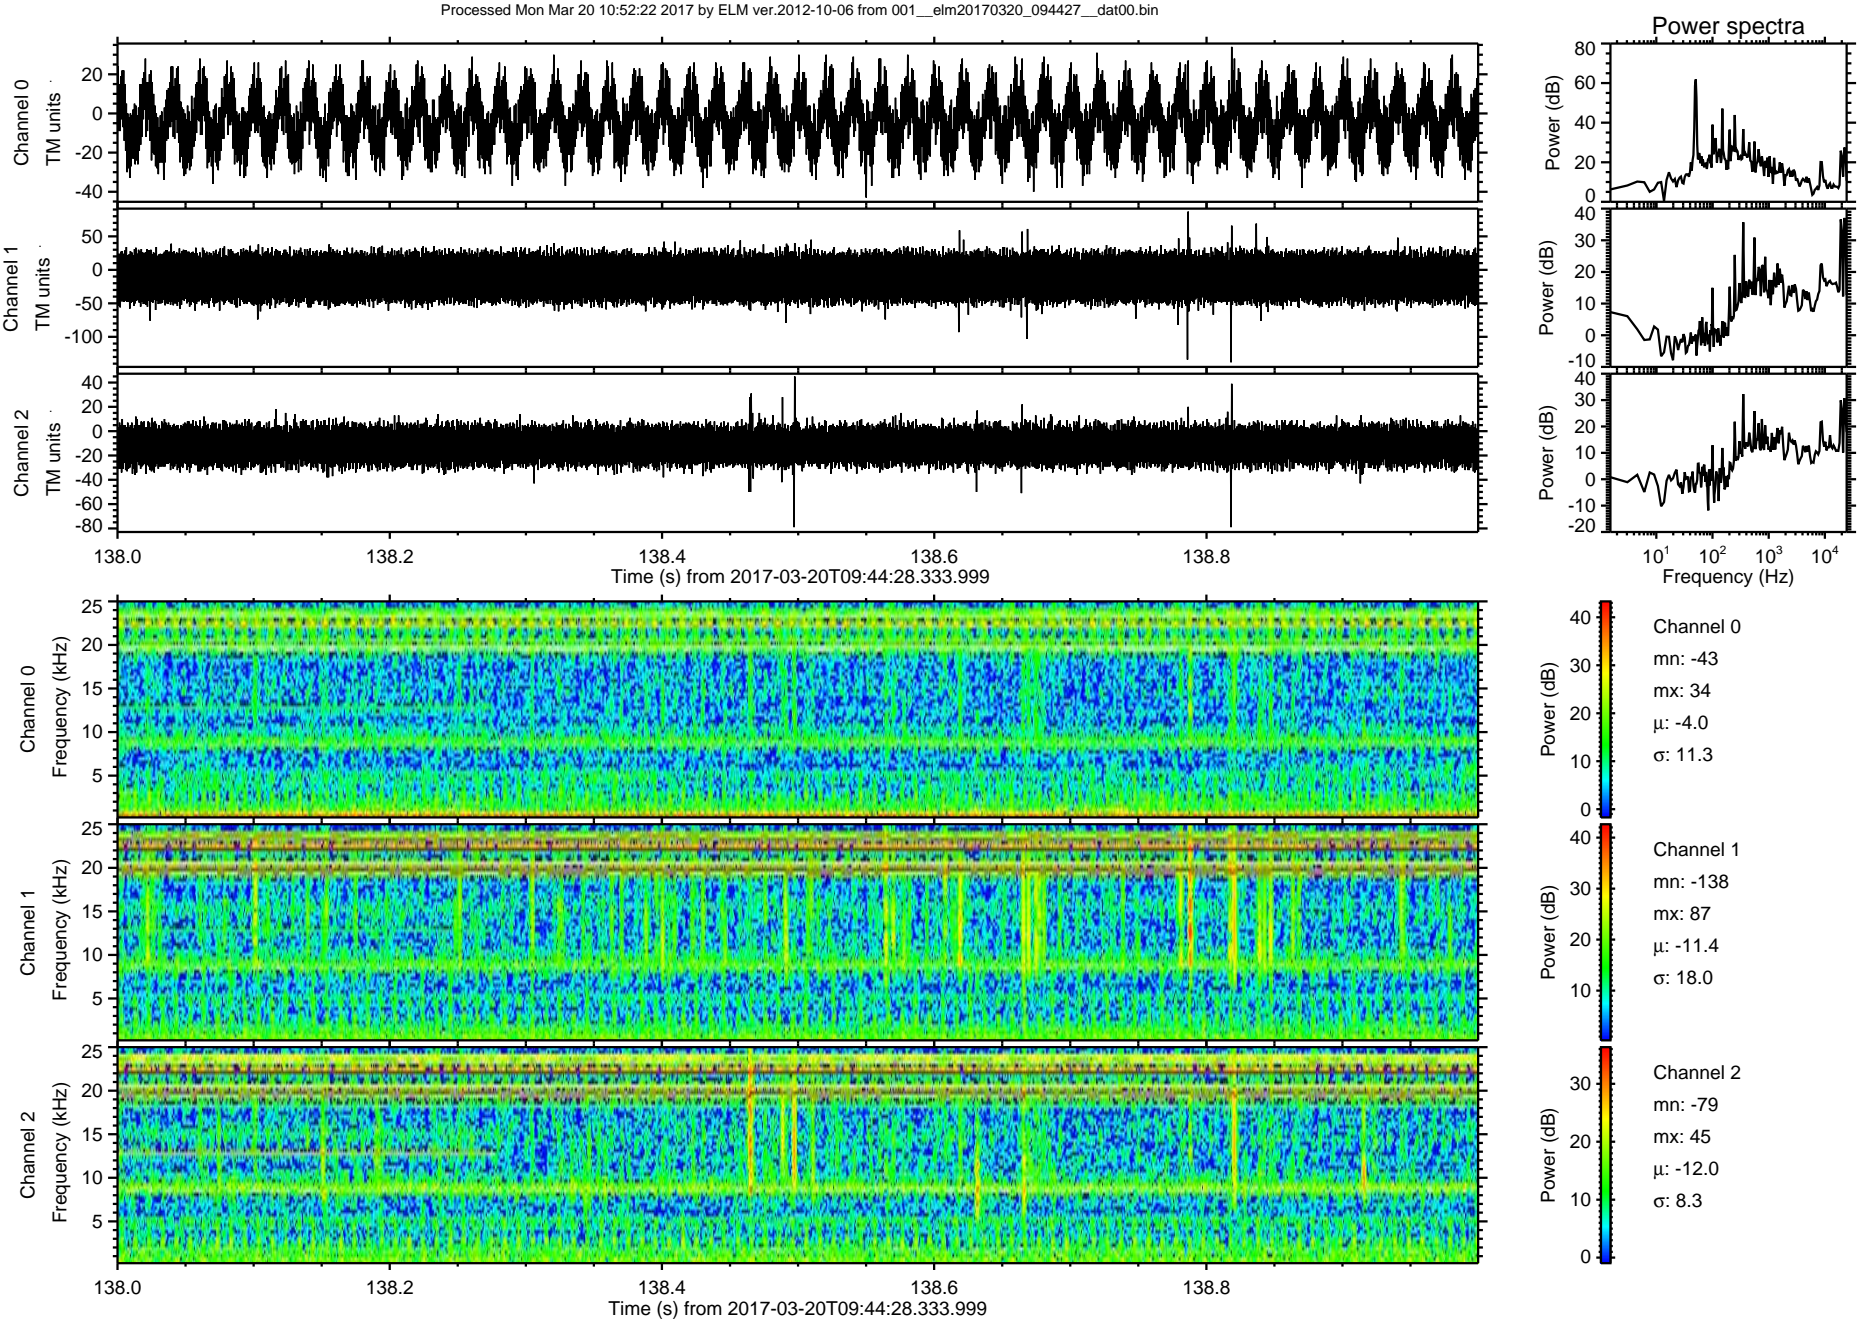 Processed Mon Mar 20 10:52:22 2017 by ELM ver.2012-10-06 from 001__elm20170320_094427__dat00.bin
Power spectra
Channel 0
TM units
20
0
-20
-40
Power (dB)
80
60
40
20
0
Channel 1
TM units
50
0
-50
-100
Power (dB)
40
30
20
10
0
-10
Channel 2
TM units
40
20
0
-20
-40
-60
-80
Power (dB)
40
30
20
10
0
-10
-20
138.0 138.2 138.4 138.6 138.8
Time (s) from 2017-03-20T09:44:28.333.999
10¹ 10² 10³ 10⁴
Frequency (Hz)
Channel 0
Frequency (kHz)
25
20
15
10
5
Power (dB)
40
30
20
10
0
Channel 0
mn: -43
mx: 34
μ: -4.0
σ: 11.3
Channel 1
Frequency (kHz)
25
20
15
10
5
Power (dB)
40
30
20
10
Channel 1
mn: -138
mx: 87
μ: -11.4
σ: 18.0
Channel 2
Frequency (kHz)
25
20
15
10
5
Power (dB)
30
20
10
0
Channel 2
mn: -79
mx: 45
μ: -12.0
σ: 8.3
138.0 138.2 138.4 138.6 138.8
Time (s) from 2017-03-20T09:44:28.333.999